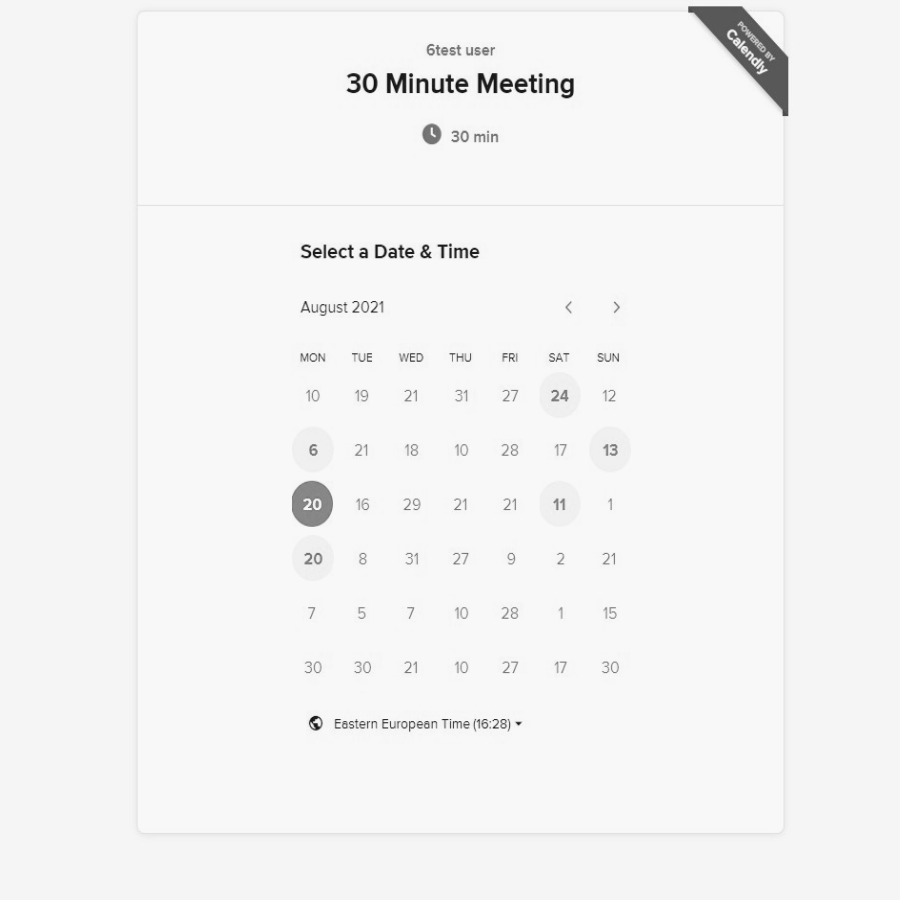 6test user
30 Minute Meeting
30 min
POWERED BY
Calendly
Select a Date & Time
August 2021
MON TUE WED THU FRI SAT SUN
10 19 21 31 27 24 12
6 21 18 10 28 17 13
20 16 29 21 21 11 1
20 8 31 27 9 2 21
7 5 7 10 28 1 15
30 30 21 10 27 17 30
Eastern European Time (16:28)